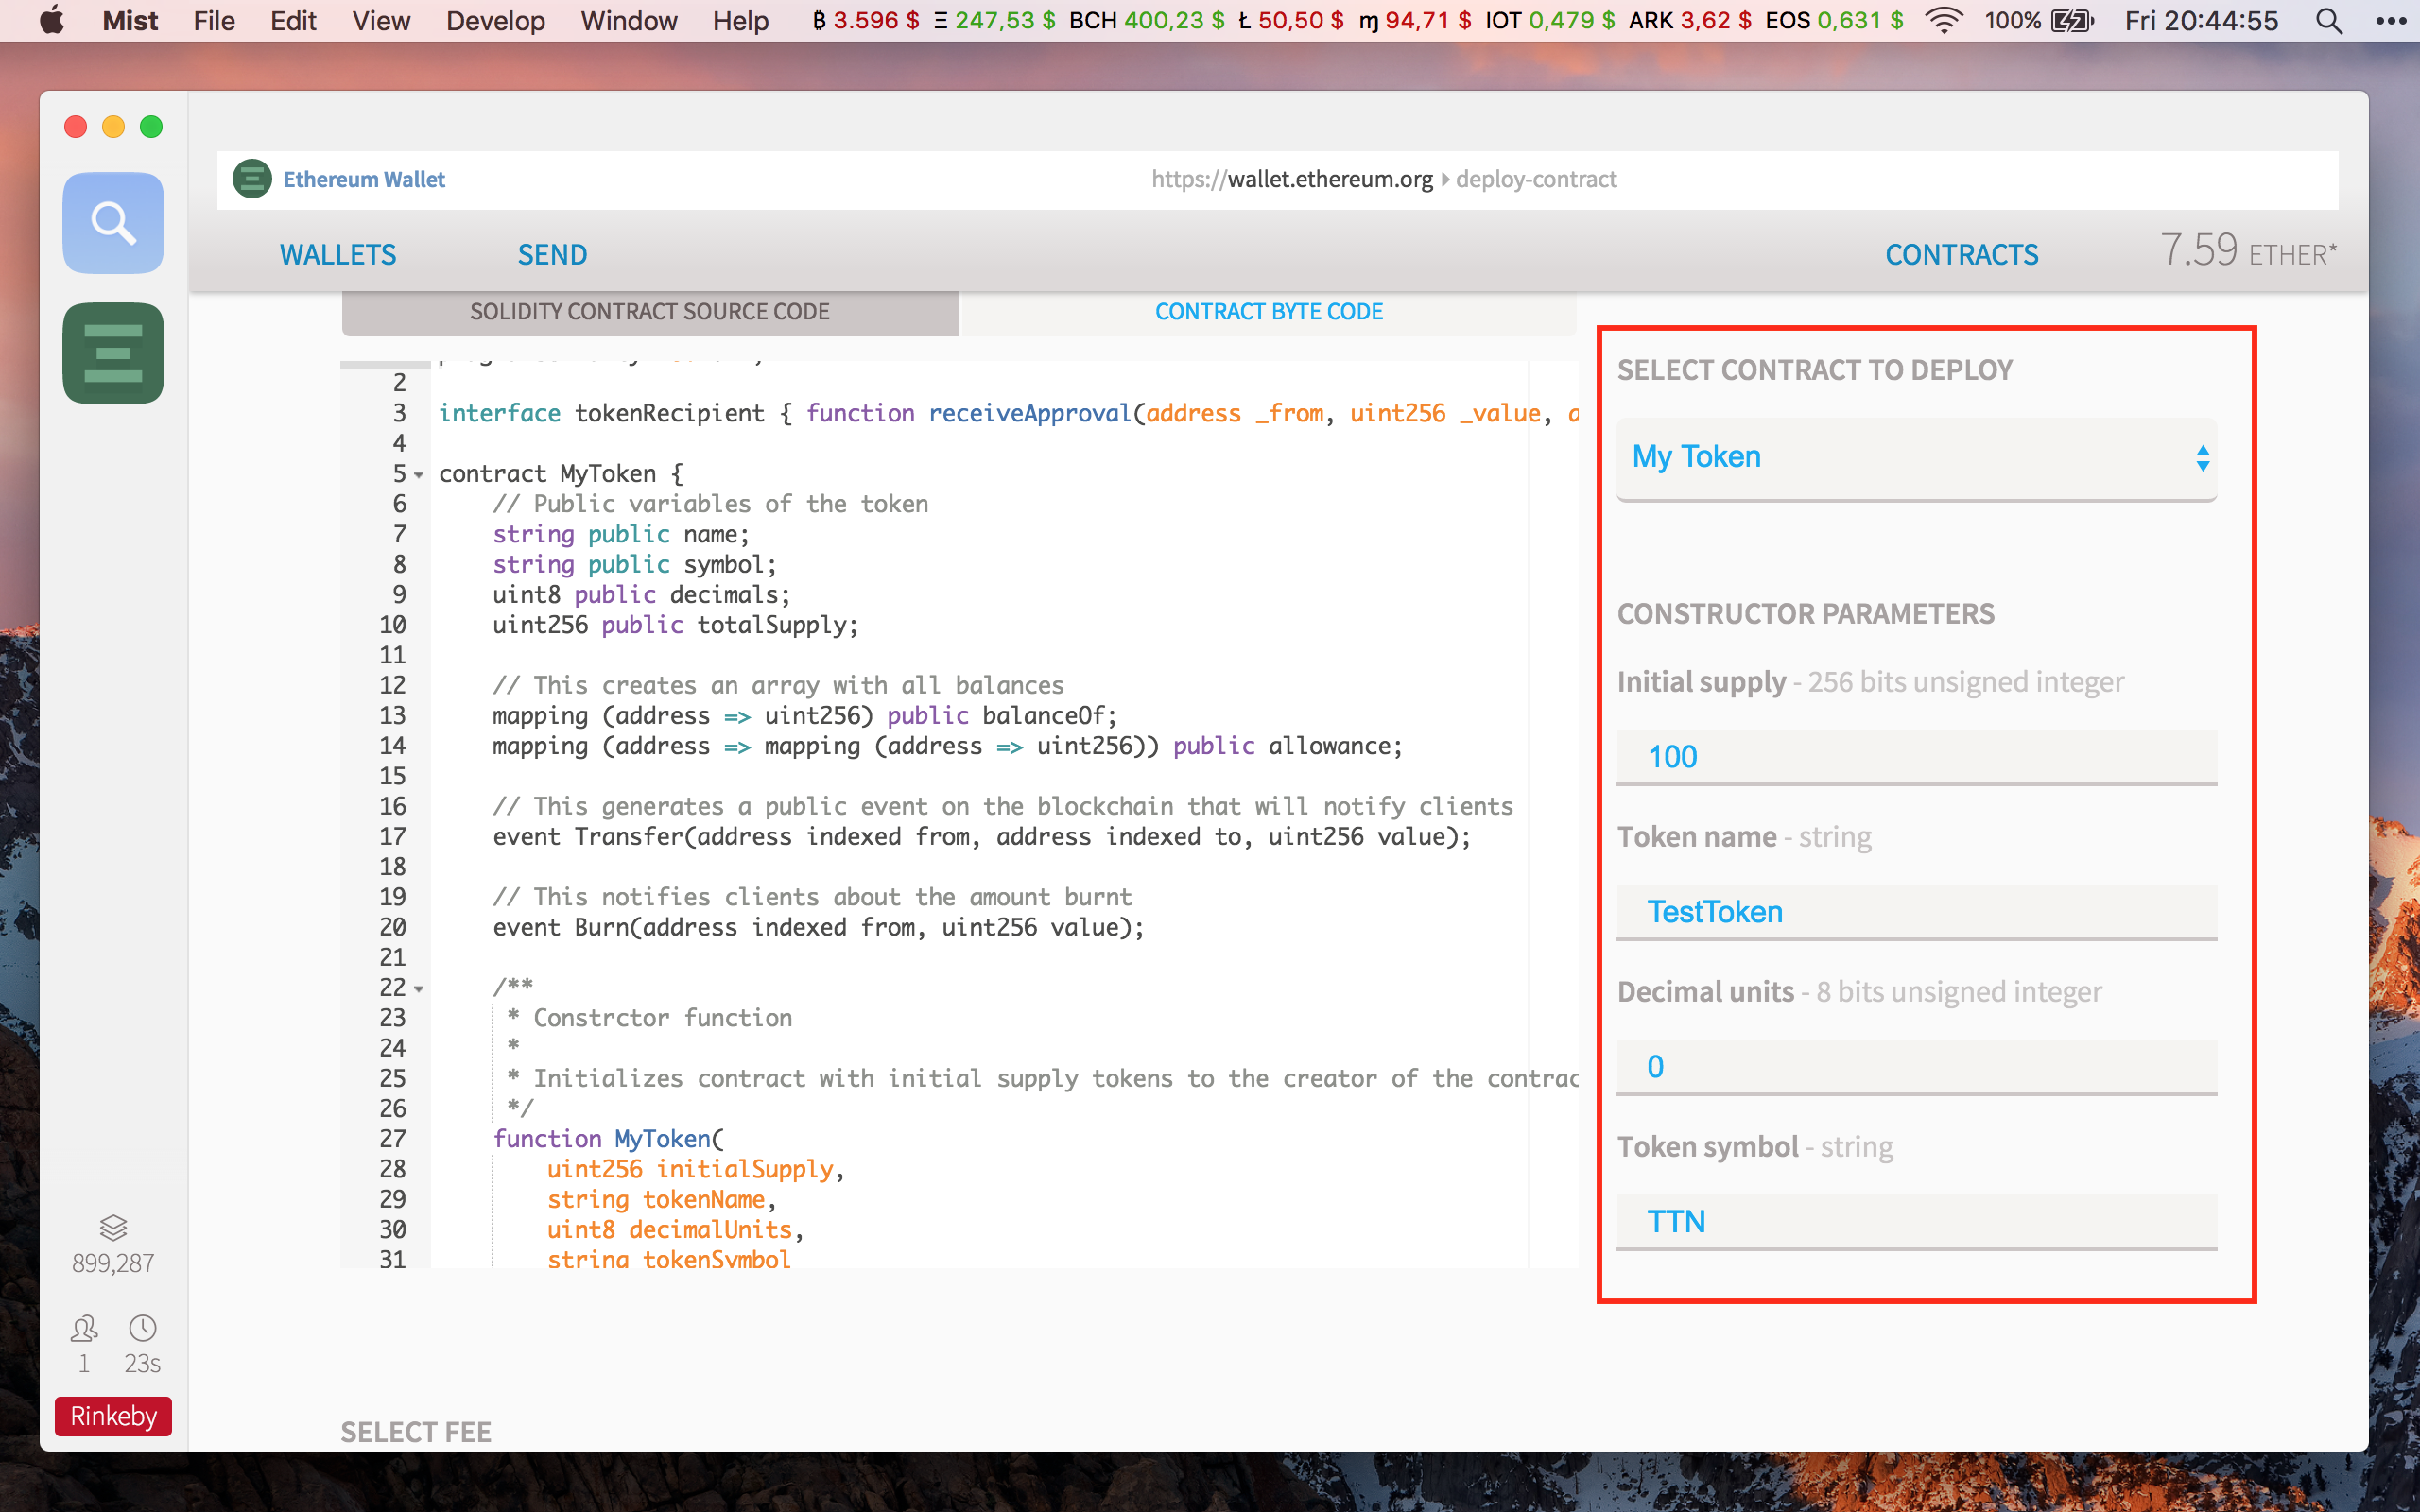 Mist File Edit View Develop Window Help Ƀ 3.596 $ Ξ 247,53 $ BCH 400,23 $ Ł 50,50 $ ɱ 94,71 $ IOT 0,479 $ ARK 3,62 $ EOS 0,631 $ 100% Fri 20:44:55
Ethereum Wallet https://wallet.ethereum.org deploy-contract
WALLETS SEND CONTRACTS 7.59 ETHER*
SOLIDITY CONTRACT SOURCE CODE CONTRACT BYTE CODE
2
3 interface tokenRecipient { function receiveApproval(address _from, uint256 _value, a
4
5 contract MyToken {
6 // Public variables of the token
7 string public name;
8 string public symbol;
9 uint8 public decimals;
10 uint256 public totalSupply;
11
12 // This creates an array with all balances
13 mapping (address => uint256) public balanceOf;
14 mapping (address => mapping (address => uint256)) public allowance;
15
16 // This generates a public event on the blockchain that will notify clients
17 event Transfer(address indexed from, address indexed to, uint256 value);
18
19 // This notifies clients about the amount burnt
20 event Burn(address indexed from, uint256 value);
21
22 /**
23 * Constrctor function
24 *
25 * Initializes contract with initial supply tokens to the creator of the contrac
26 */
27 function MyToken(
28 uint256 initialSupply,
29 string tokenName,
30 uint8 decimalUnits,
31 string tokenSymbol
SELECT CONTRACT TO DEPLOY
My Token
CONSTRUCTOR PARAMETERS
Initial supply - 256 bits unsigned integer
100
Token name - string
TestToken
Decimal units - 8 bits unsigned integer
0
Token symbol - string
TTN
899,287
1 23s
Rinkeby
SELECT FEE